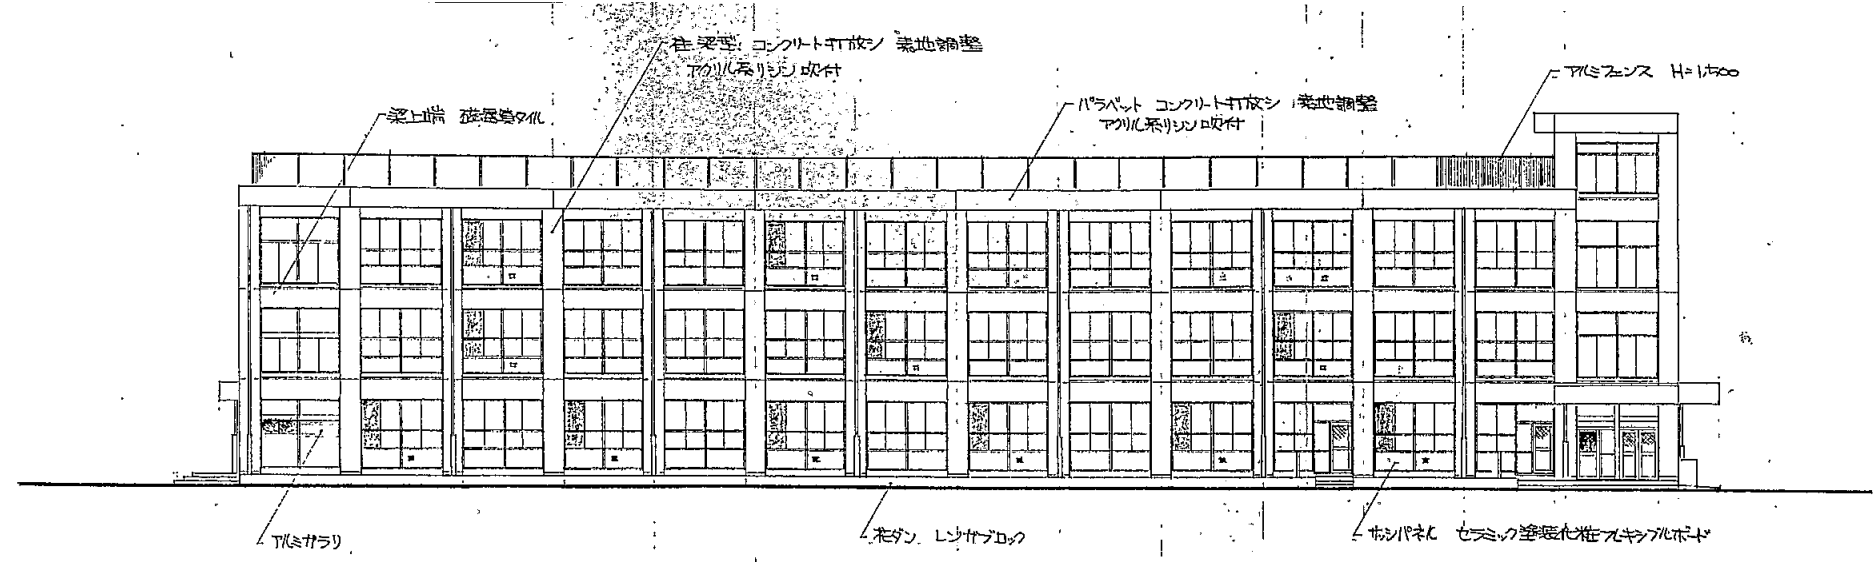 柱 梁型: コンクリート打放シ 素地調整
アクリル系リシン吹付
アルミフェンス H=1,500
梁上端 磁器質タイル
パラペット コンクリート打放シ 素地調整
アクリル系リシン吹付
アルミガラリ
花ダン レンガブロック
サッシパネル セラミック塗装化粧フレキシブルボード